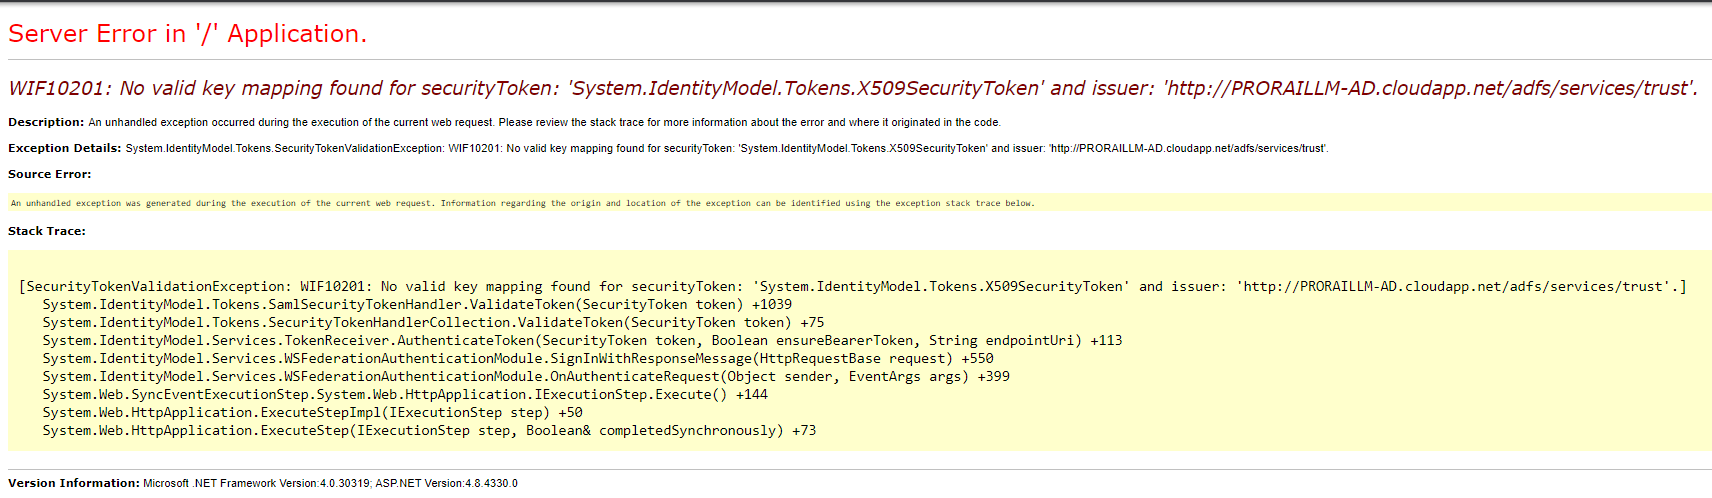 Server Error in '/' Application.
WIF10201: No valid key mapping found for securityToken: 'System.IdentityModel.Tokens.X509SecurityToken' and issuer: 'http://PRORAILLM-AD.cloudapp.net/adfs/services/trust'.
Description: An unhandled exception occurred during the execution of the current web request. Please review the stack trace for more information about the error and where it originated in the code.
Exception Details: System.IdentityModel.Tokens.SecurityTokenValidationException: WIF10201: No valid key mapping found for securityToken: 'System.IdentityModel.Tokens.X509SecurityToken' and issuer: 'http://PRORAILLM-AD.cloudapp.net/adfs/services/trust'.
Source Error:
An unhandled exception was generated during the execution of the current web request. Information regarding the origin and location of the exception can be identified using the exception stack trace below.
Stack Trace:
[SecurityTokenValidationException: WIF10201: No valid key mapping found for securityToken: 'System.IdentityModel.Tokens.X509SecurityToken' and issuer: 'http://PRORAILLM-AD.cloudapp.net/adfs/services/trust'.]
System.IdentityModel.Tokens.SamlSecurityTokenHandler.ValidateToken(SecurityToken token) +1039
System.IdentityModel.Tokens.SecurityTokenHandlerCollection.ValidateToken(SecurityToken token) +75
System.IdentityModel.Services.TokenReceiver.AuthenticateToken(SecurityToken token, Boolean ensureBearerToken, String endpointUri) +113
System.IdentityModel.Services.WSFederationAuthenticationModule.SignInWithResponseMessage(HttpRequestBase request) +550
System.IdentityModel.Services.WSFederationAuthenticationModule.OnAuthenticateRequest(Object sender, EventArgs args) +399
System.Web.SyncEventExecutionStep.System.Web.HttpApplication.IExecutionStep.Execute() +144
System.Web.HttpApplication.ExecuteStepImpl(IExecutionStep step) +50
System.Web.HttpApplication.ExecuteStep(IExecutionStep step, Boolean& completedSynchronously) +73
Version Information: Microsoft .NET Framework Version:4.0.30319; ASP.NET Version:4.8.4330.0